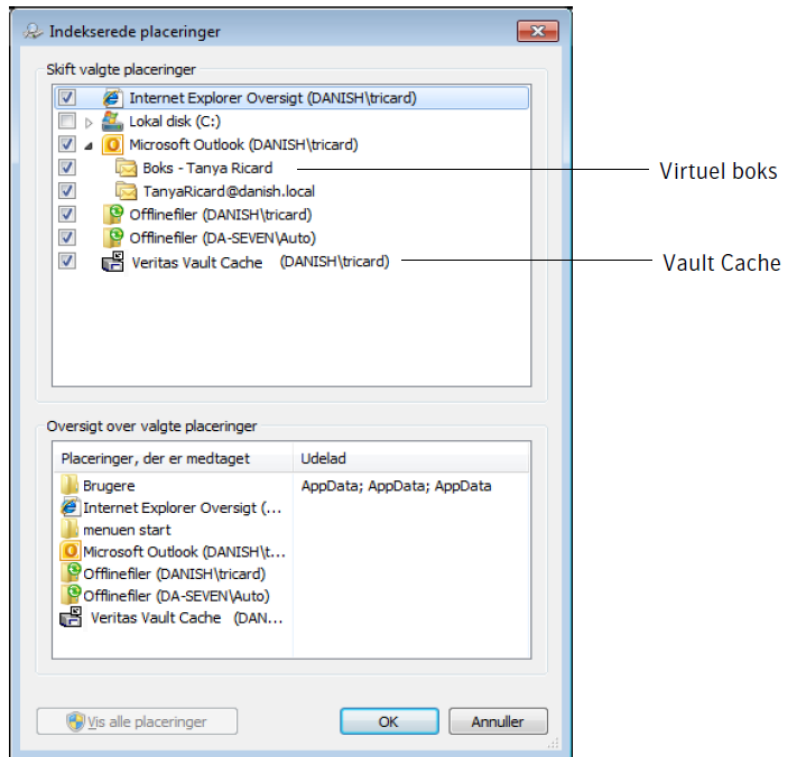 Indekserede placeringer
Skift valgte placeringer
Internet Explorer Oversigt (DANISH\tricard)
Lokal disk (C:)
Microsoft Outlook (DANISH\tricard)
Boks - Tanya Ricard
Virtuel boks
TanyaRicard@danish.local
Offlinefiler (DANISH\tricard)
Offlinefiler (DA-SEVEN\Auto)
Veritas Vault Cache (DANISH\tricard)
Vault Cache
Oversigt over valgte placeringer
Placeringer, der er medtaget Udelad
Brugere AppData; AppData; AppData
Internet Explorer Oversigt (...
menuen start
Microsoft Outlook (DANISH\t...
Offlinefiler (DANISH\tricard)
Offlinefiler (DA-SEVEN\Auto)
Veritas Vault Cache (DAN...
Vis alle placeringer OK Annuller